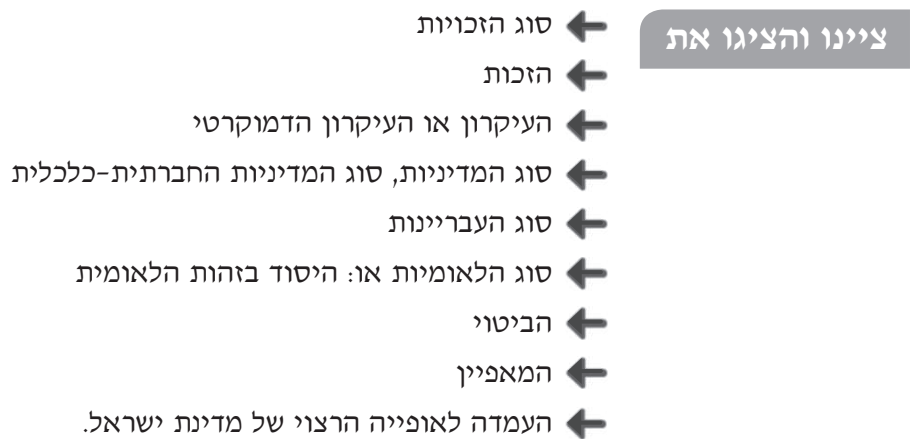 ציינו והציגו את
סוג הזכויות
הזכות
העיקרון או העיקרון הדמוקרטי
סוג המדיניות, סוג המדיניות החברתית-כלכלית
סוג העבריינות
סוג הלאומיות או: היסוד בזהות הלאומית
הביטוי
המאפיין
העמדה לאופייה הרצוי של מדינת ישראל.